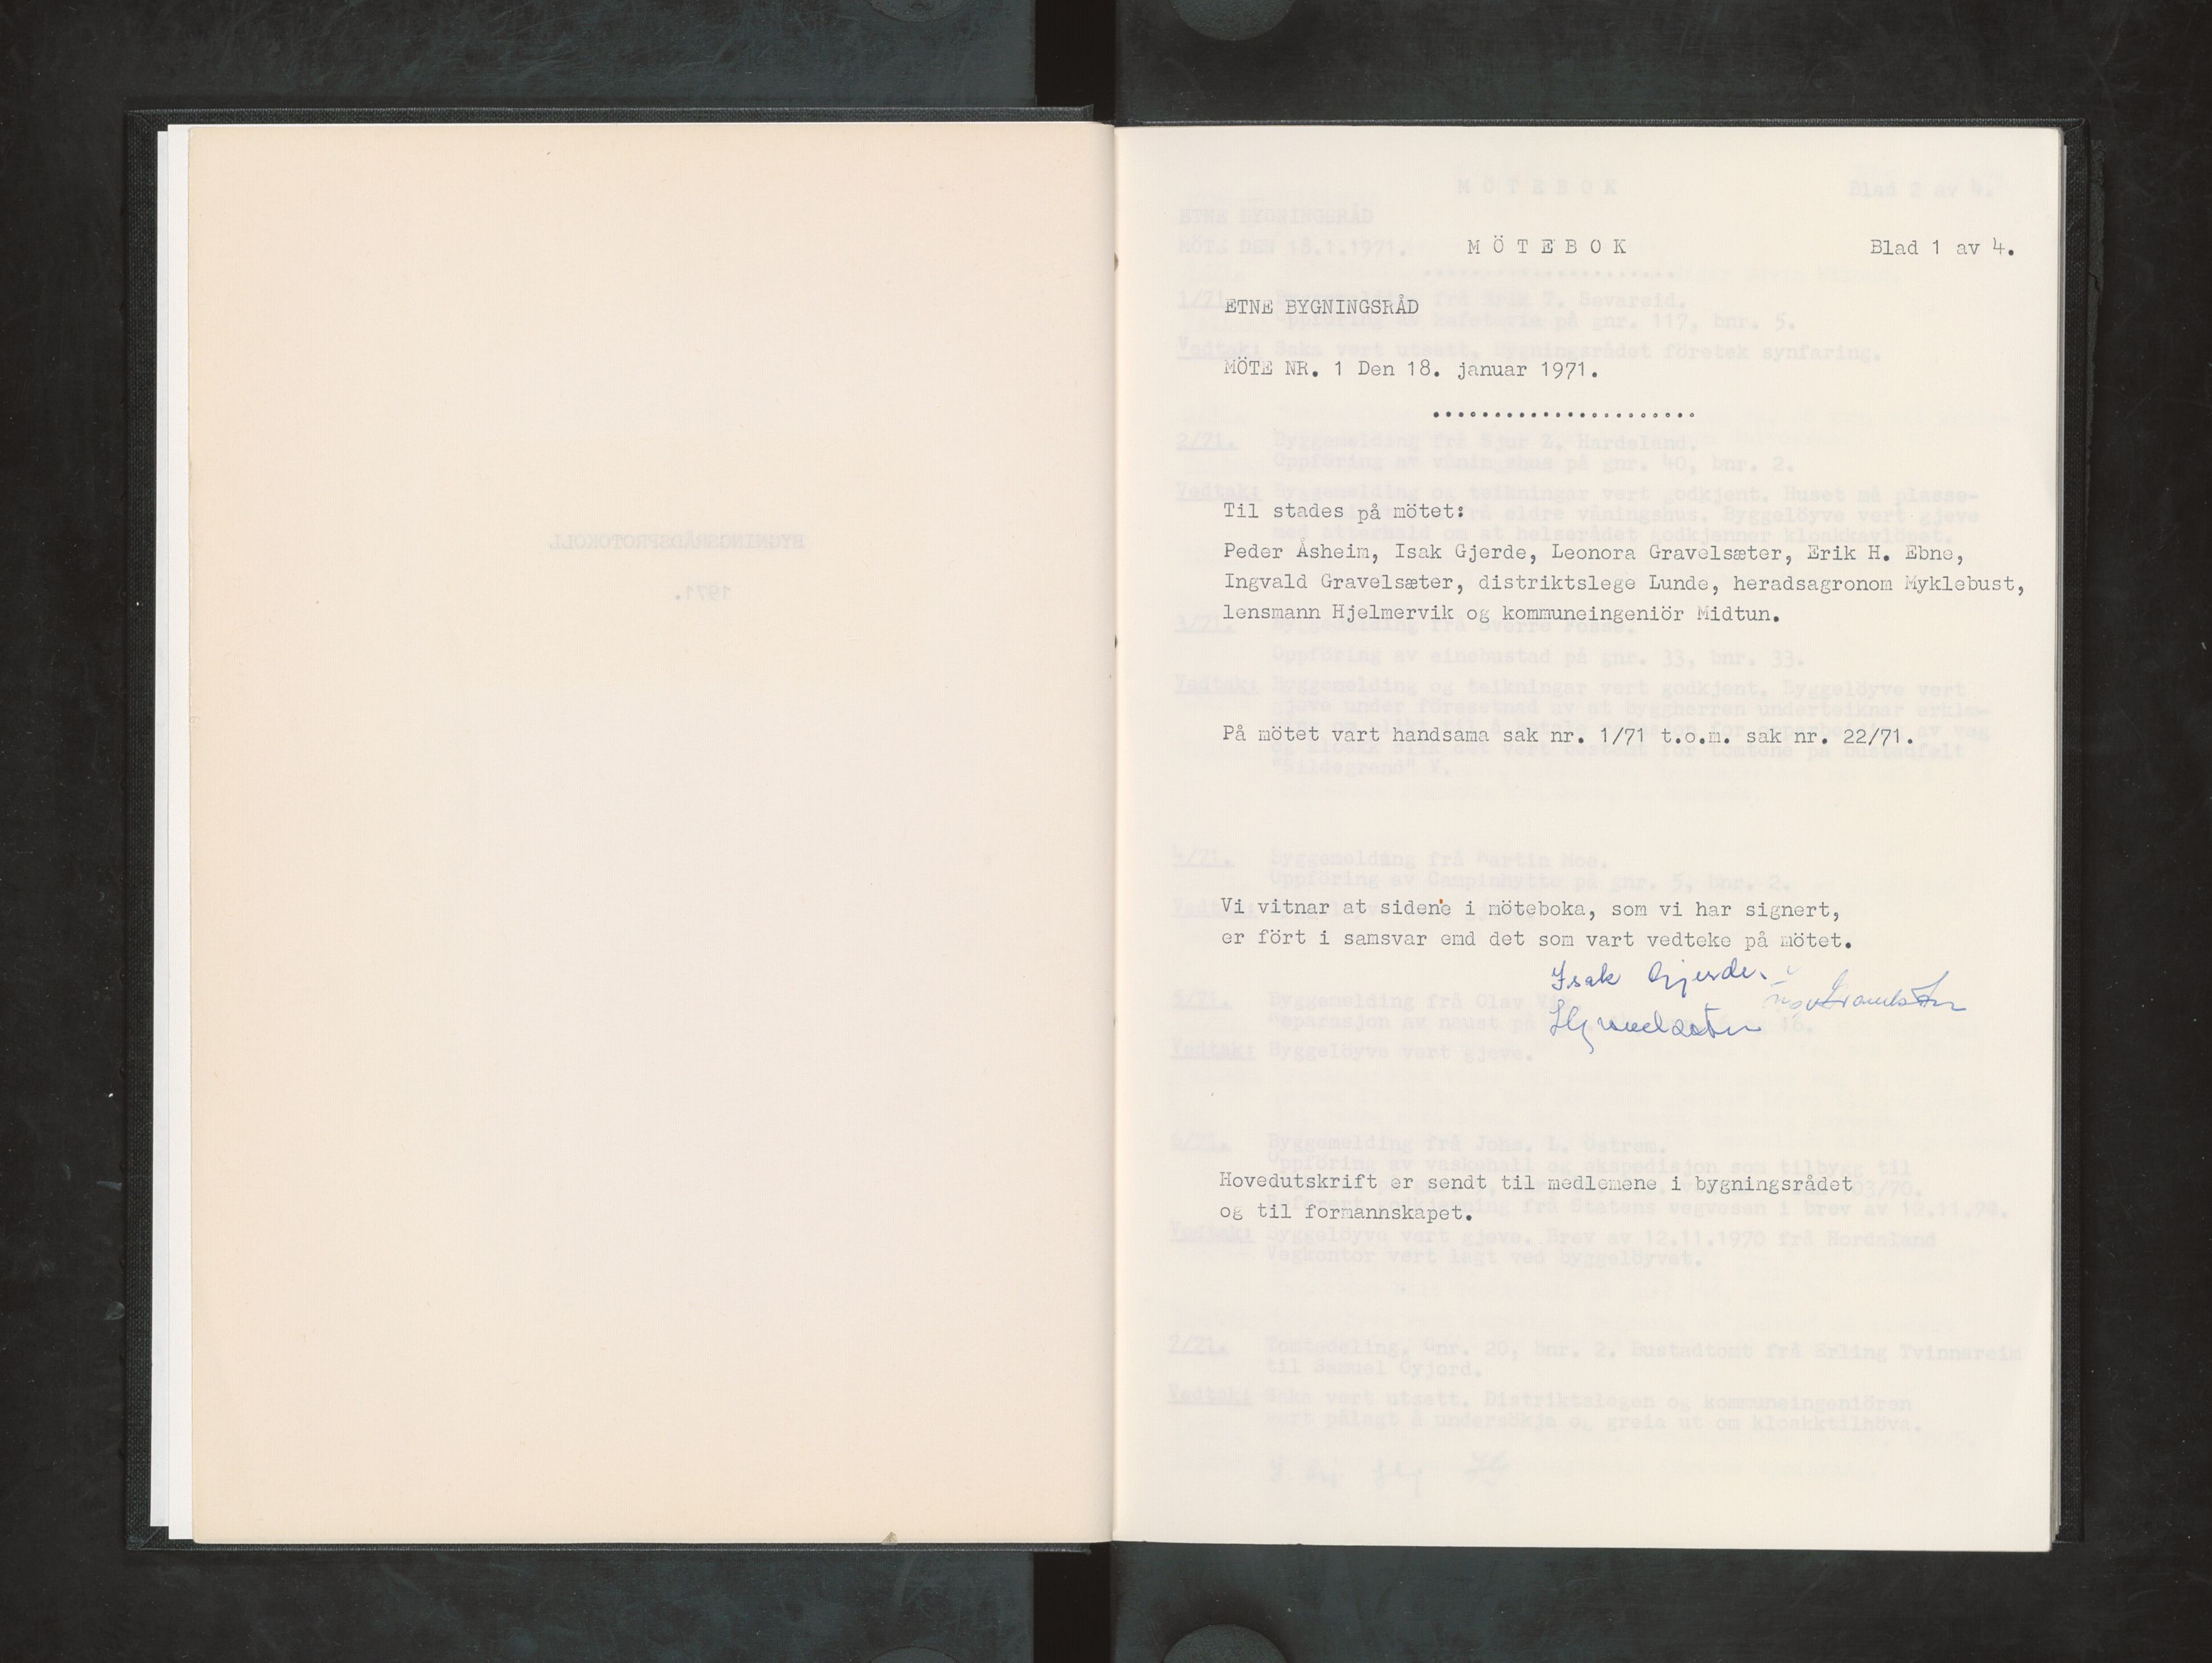 MÖTEBOK
Blad 1 av 4.
ETNE BYGNINGSRÅD
MÖTE NR. 1 Den 18. januar 1971.
......................
Til stades på mötet:
Peder Åsheim, Isak Gjerde, Leonora Gravelsæter, Erik H. Ebne,
Ingvald Gravelsæter, distriktslege Lunde, heradsagronom Myklebust,
lensmann Hjelmervik og kommuneingeniör Midtun.
På mötet vart handsama sak nr. 1/71 t.o.m. sak nr. 22/71.
Vi vitnar at sidene i möteboka, som vi har signert,
er fört i samsvar emd det som vart vedteke på mötet.
Isak Gjerde.
Hovedutskrift er sendt til medlemene i bygningsrådet
og til formannskapet.